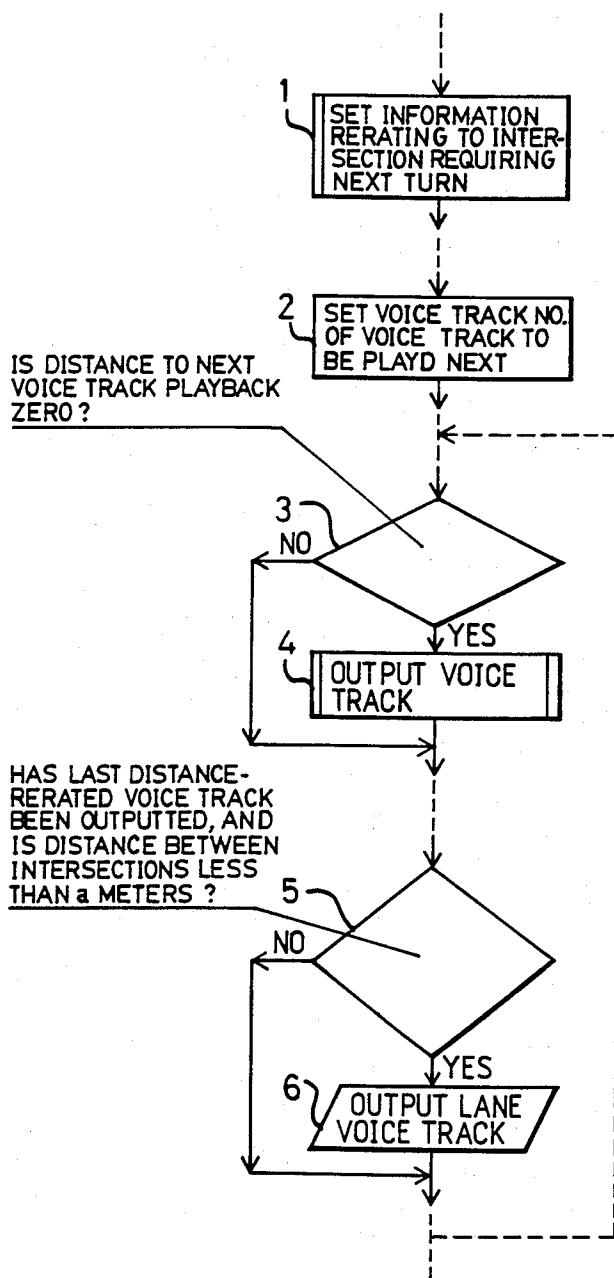 1
SET INFORMATION
RERATING TO INTER-
SECTION REQUIRING
NEXT TURN
2
SET VOICE TRACK NO.
OF VOICE TRACK TO
BE PLAYD NEXT
IS DISTANCE TO NEXT
VOICE TRACK PLAYBACK
ZERO?
3
NO
YES
4
OUTPUT VOICE
TRACK
HAS LAST DISTANCE-
RERATED VOICE TRACK
BEEN OUTPUTTED, AND
IS DISTANCE BETWEEN
INTERSECTIONS LESS
THAN a METERS ?
5
NO
YES
6
OUTPUT LANE
VOICE TRACK